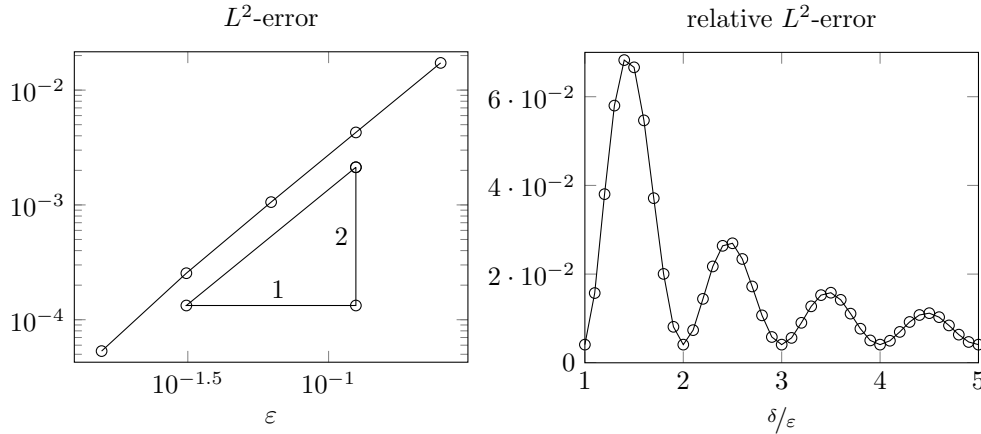 L²-error
10⁻²
10⁻³
10⁻⁴
2
1
10⁻¹·⁵
10⁻¹
ε
relative L²-error
6 · 10⁻²
4 · 10⁻²
2 · 10⁻²
0
1
2
3
4
5
δ/ε